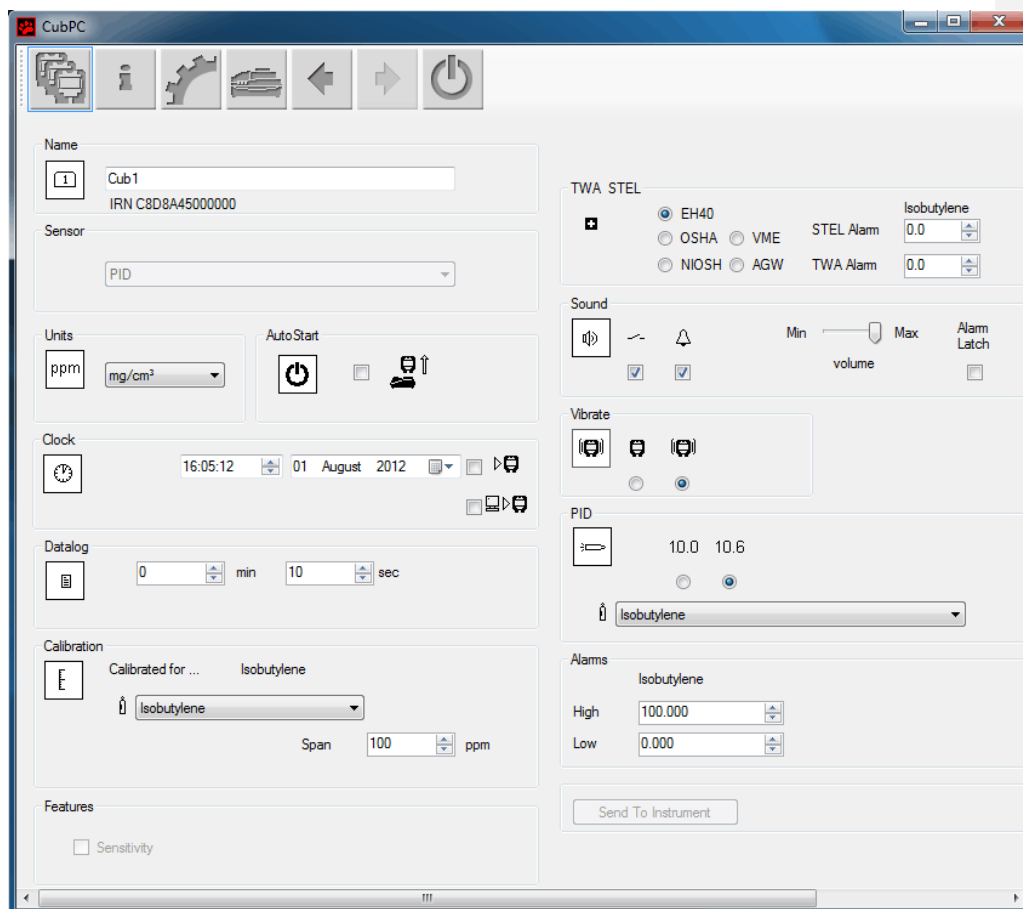 CubPC
Name
1
Cub1
IRN C8D8A45000000
Sensor
PID
Units
ppm
mg/cm³
AutoStart
Clock
16:05:12
01 August 2012
Datalog
0 min 10 sec
Calibration
Calibrated for ... Isobutylene
Isobutylene
Span 100 ppm
Features
Sensitivity
TWA STEL
EH40
OSHA VME
NIOSH AGW
Isobutylene
STEL Alarm 0.0
TWA Alarm 0.0
Sound
Min Max
volume
Alarm
Latch
Vibrate
PID
10.0 10.6
Isobutylene
Alarms
Isobutylene
High 100.000
Low 0.000
Send To Instrument